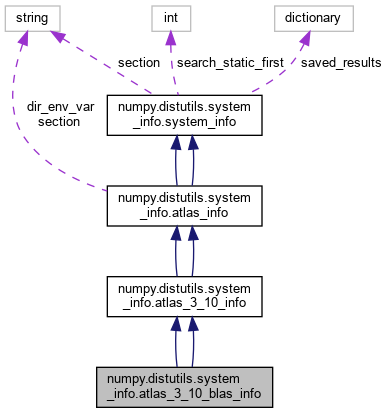 string
int
dictionary
section
search_static_first
saved_results
numpy.distutils.system
_info.system_info
dir_env_var
section
numpy.distutils.system
_info.atlas_info
numpy.distutils.system
_info.atlas_3_10_info
numpy.distutils.system
_info.atlas_3_10_blas_info